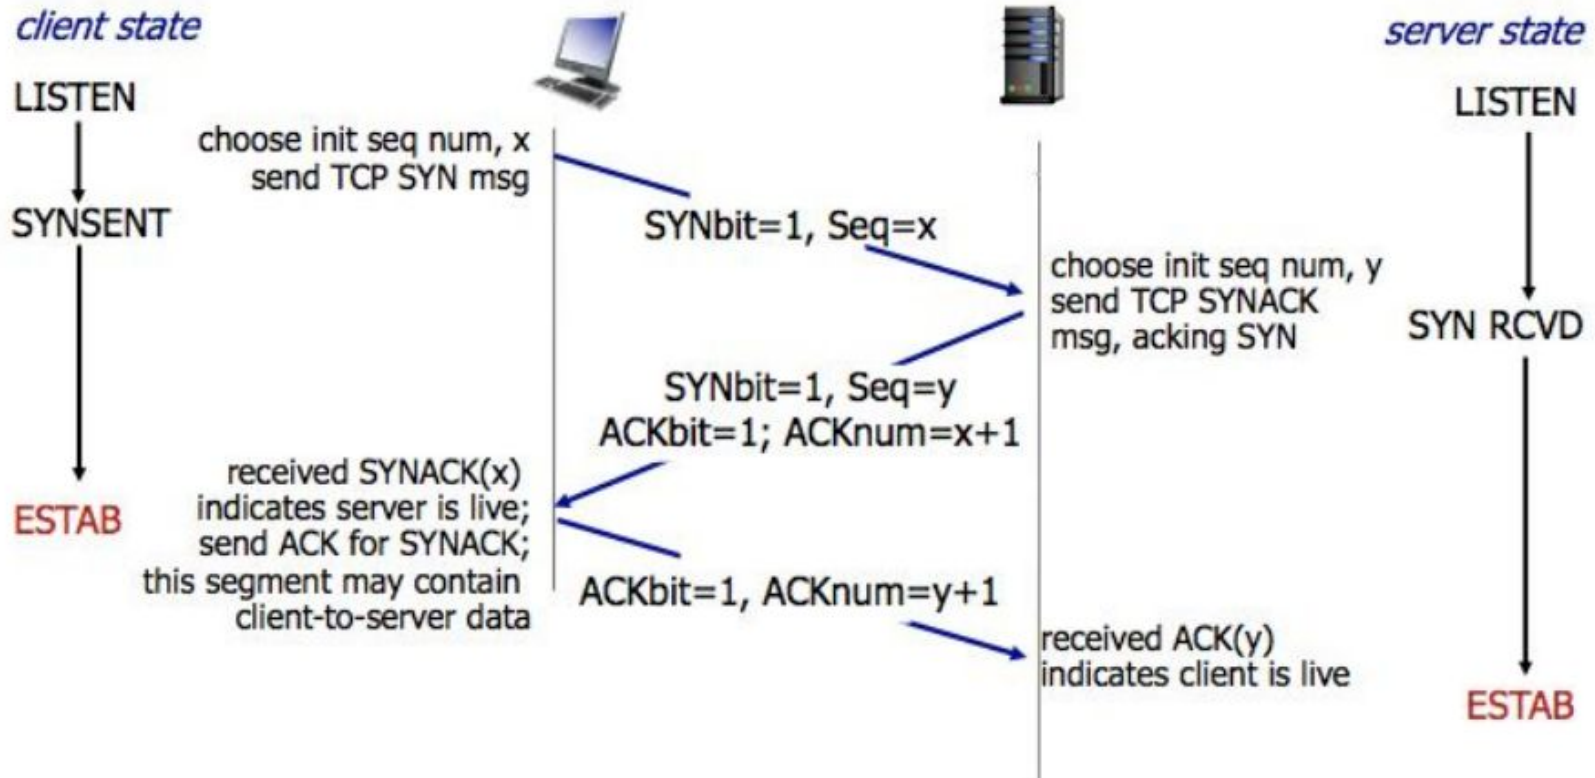 client state
server state
LISTEN
LISTEN
choose init seq num, x
send TCP SYN msg
SYNSENT
SYNbit=1, Seq=x
choose init seq num, y
send TCP SYNACK
msg, acking SYN
SYN RCVD
SYNbit=1, Seq=y
ACKbit=1; ACKnum=x+1
received SYNACK(x)
indicates server is live;
send ACK for SYNACK;
this segment may contain
client-to-server data
ESTAB
ACKbit=1, ACKnum=y+1
received ACK(y)
indicates client is live
ESTAB